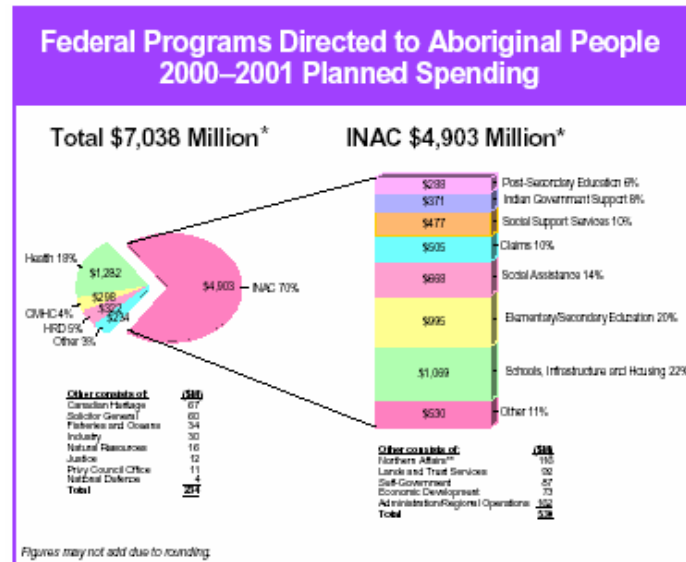 Federal Programs Directed to Aboriginal People
2000–2001 Planned Spending
Total $7,038 Million*
INAC $4,903 Million*
Health 18%
$1,282
$298
CMHC 4%
$322
HRD 5%
$234
Other 3%
$4,903
INAC 70%
Post-Secondary Education 6%
$371
Indian Government Support 8%
$477
Social Support Services 10%
$505
Claims 10%
$668
Social Assistance 14%
$995
Elementary/Secondary Education 20%
$1,069
Schools, Infrastructure and Housing 22%
$530
Other 11%
Other consists of: ($M)
Canadian Heritage 67
Solicitor General 60
Fisheries and Oceans 34
Industry 30
Natural Resources 16
Justice 12
Privy Council Office 11
National Defence 4
Total 234
Other consists of: ($M)
Northern Affairs**
Lands and Trust Services 92
Self-Government 87
Economic Development 73
Administration/Regional Operations 162
Total
Figures may not add due to rounding.